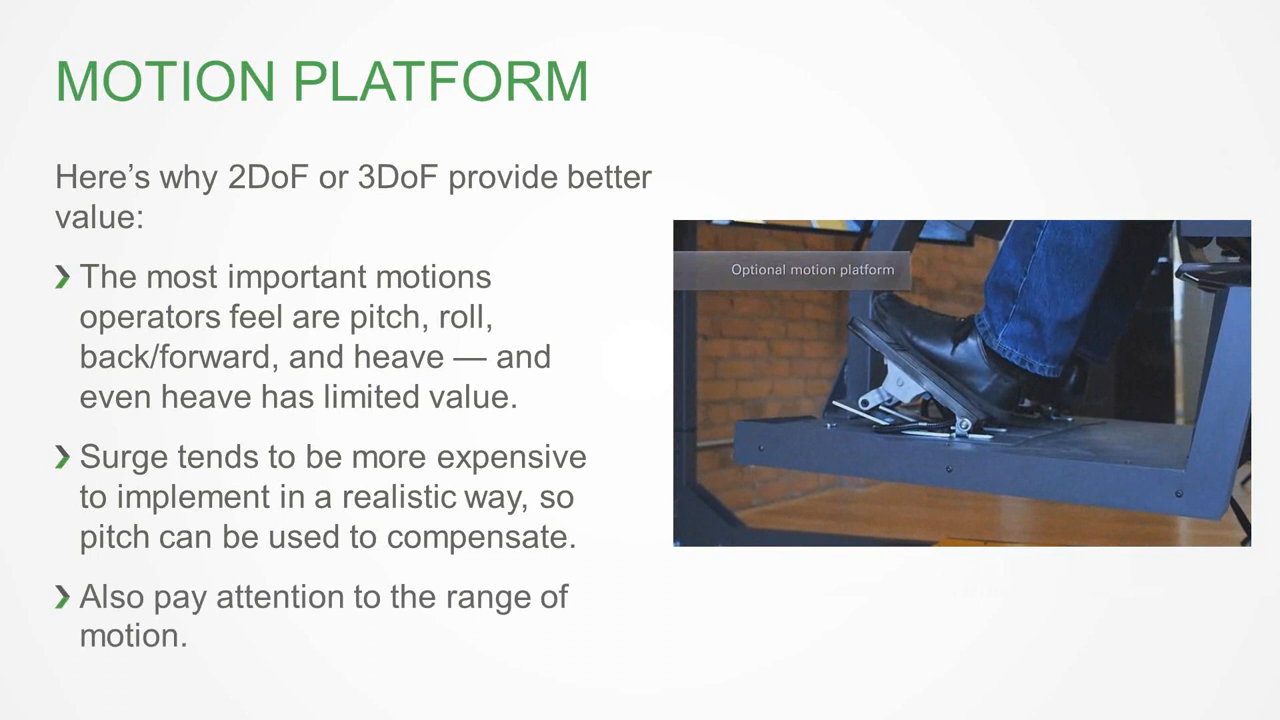 MOTION PLATFORM
Here’s why 2DoF or 3DoF provide better
value:
The most important motions
operators feel are pitch, roll,
back/forward, and heave — and
even heave has limited value.
Surge tends to be more expensive
to implement in a realistic way, so
pitch can be used to compensate.
Also pay attention to the range of
motion.
Optional motion platform